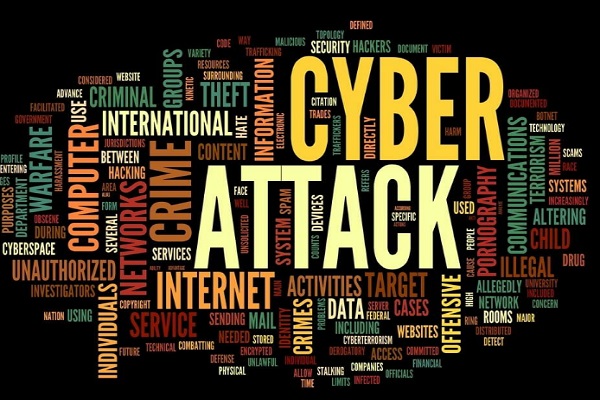 DEFINED
CODE
WAY
TOPOLOGY
MALICIOUS
SECURITY
HACKERS
DOCUMENT
VICTIM
VARIETY
TRAFFICKING
RESOURCES
GROUPS
CONSIDERED
WEBSITE
SURROUNDING
KINETIC
CYBER
ADVANCE
CRIMINAL
THEFT
INFORMATION
CITATION
ORGANIZED
DOCUMENTED
FACILITATED
USE
TRADES
BOTNET
GOVERNMENT
INTERNATIONAL
HATE
ELECTRONIC
TRAFFICKERS
DIRECTLY
HARM
TECHNOLOGY
WARFARE
COMPUTER
JURISDICTIONS
CRIME
CONTENT
COMMUNICATIONS
TERRORISM
MILLION
SCAMS
PROFILE
HARASSMENT
BETWEEN
RACE
ENTERING
HACKING
GES
DEPARTMENT
AREA
FACE
ATTACK
REFERS
GROUP
SYSTEMS
PURPOSES
NETWORKS
WELL
SYSTEM
SPAM
DEVICES
ACCORDING
SPECIFIC
USED
PORNOGRAPHY
INCREASINGLY
OBSCENE
FORM
UNSOLICITED
ALTERING
DURING
SEVERAL
COUNTS
PEOPLE
CHILD
CYBERSPACE
SERVICES
CAUSE
DRUG
UNAUTHORIZED
INTERNET
MAIN
ACTIVITIES
TARGET
ILLEGAL
INVESTIGATORS
INDIVIDUALS
COPYRIGHT
CRIMES
PROBLEMS
DATA
SERVER
FEDERAL
CASES
OFFENSIVE
HIGH
ALLEGEDLY
NETWORK
UNIVERSITY
INCLUDED
CONCERN
NATION
USING
SERVICE
SENDING
MAIL
IDENTITY
INCLUDING
WEBSITES
RING
ROOMS
MAJOR
NEEDED
STORED
CYBERTERRORISM
DISTRIBUTED
FUTURE
TECHNICAL
COMBATTING
ENCRYPTED
DEROGATORY
ACCESS
COMMITTED
DETECT
DEFENSE
UNLAWFUL
INDIVIDUAL
FINANCIAL
PHYSICAL
ALLOW
STALKING
COMPANIES
OFFICIALS
TIME
LIMITS
INFECTED